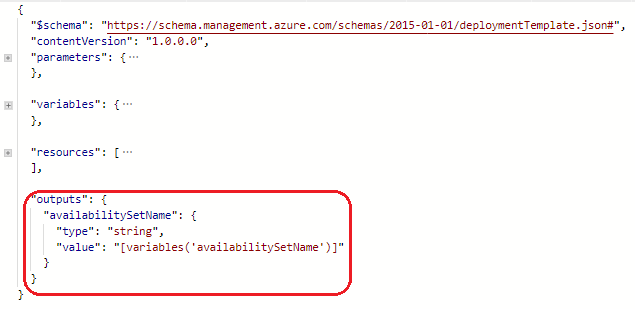 {
"$schema": "https://schema.management.azure.com/schemas/2015-01-01/deploymentTemplate.json#",
"contentVersion": "1.0.0.0",
"parameters": {...
},
"variables": {...
},
"resources": [...
],
"outputs": {
"availabilitySetName": {
"type": "string",
"value": "[variables('availabilitySetName')]"
}
}
}